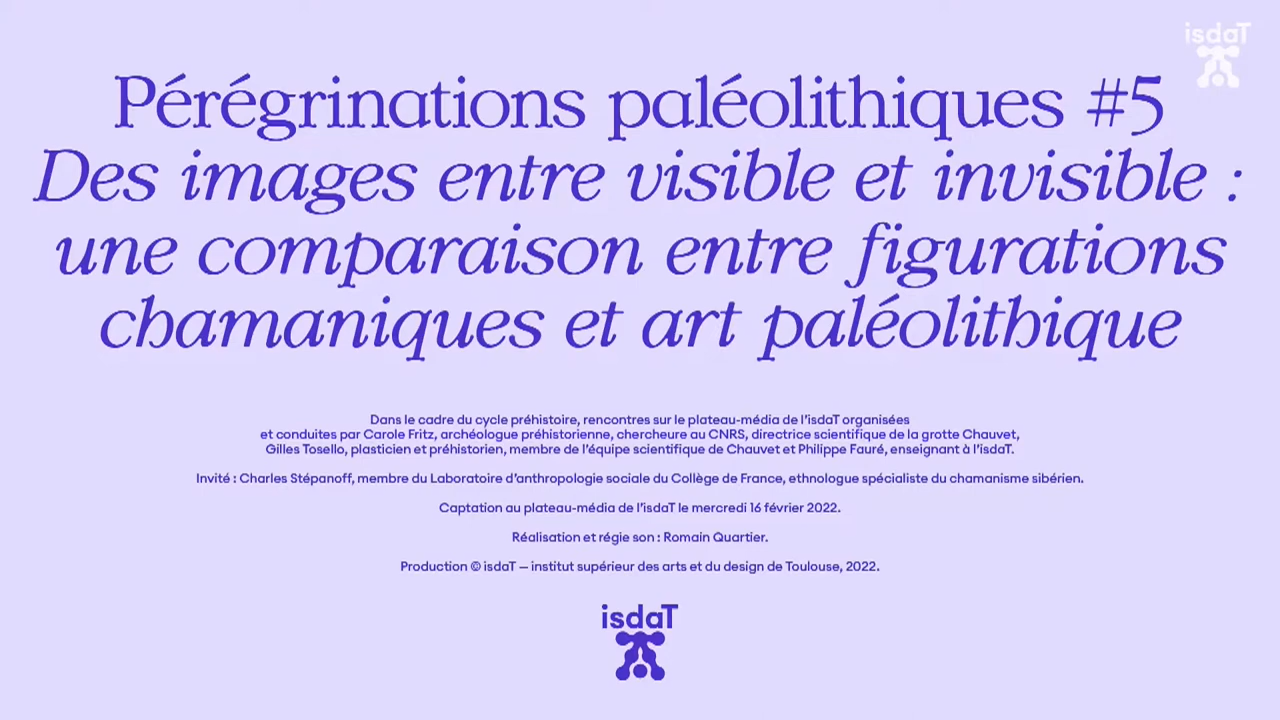 isdaT
Pérégrinations paléolithiques #5
Des images entre visible et invisible :
une comparaison entre figurations
chamaniques et art paléolithique
Dans le cadre du cycle préhistoire, rencontres sur le plateau-média de l'isdaT organisées
et conduites par Carole Fritz, archéologue préhistorienne, chercheure au CNRS, directrice scientifique de la grotte Chauvet,
Gilles Tosello, plasticien et préhistorien, membre de l'équipe scientifique de Chauvet et Philippe Fauré, enseignant à l'isdaT.
Invité : Charles Stépanoff, membre du Laboratoire d'anthropologie sociale du Collège de France, ethnologue spécialiste du chamanisme sibérien.
Captation au plateau-média de l'isdaT le mercredi 16 février 2022.
Réalisation et régie son : Romain Quartier.
Production © isdaT — institut supérieur des arts et du design de Toulouse, 2022.
isdaT